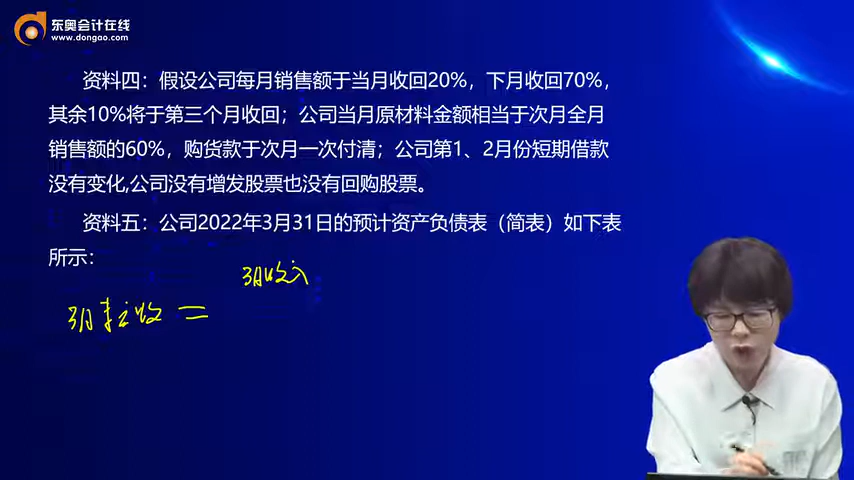 东奥会计在线
www.dongao.com
资料四：假设公司每月销售额于当月收回20%，下月收回70%，
其余10%将于第三个月收回；公司当月原材料金额相当于次月全月
销售额的60%，购货款于次月一次付清；公司第1、2月份短期借款
没有变化,公司没有增发股票也没有回购股票。
资料五：公司2022年3月31日的预计资产负债表（简表）如下表
所示：
3月收入
3月末应收 =